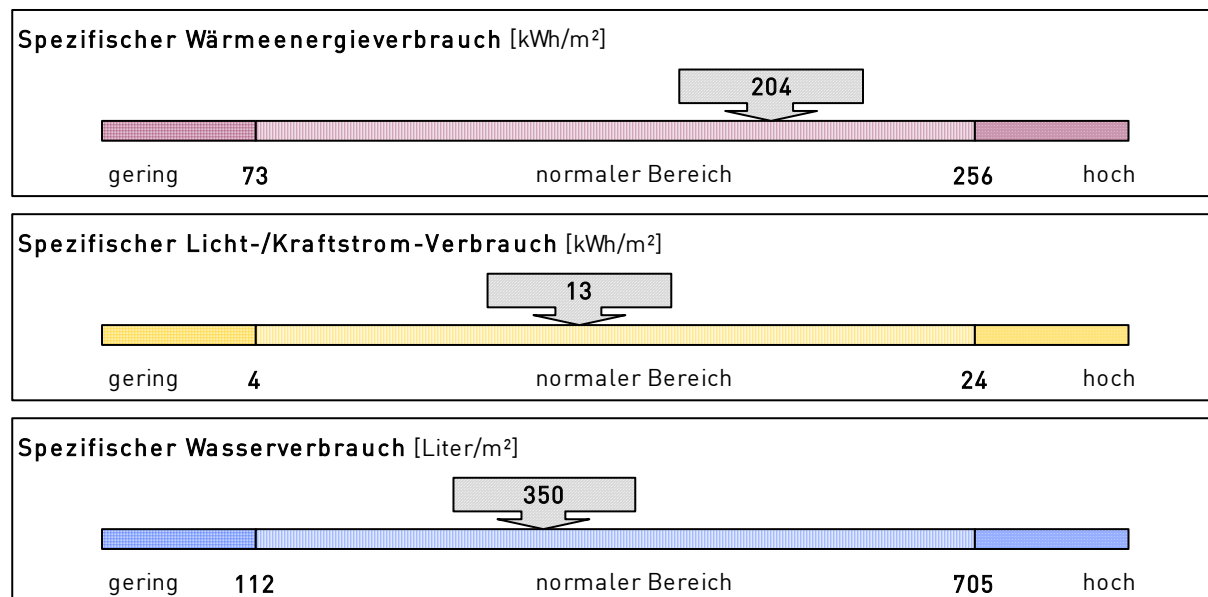 Spezifischer Wärmeenergieverbrauch [kWh/m²]
204
gering 73 normaler Bereich 256 hoch
Spezifischer Licht-/Kraftstrom-Verbrauch [kWh/m²]
13
gering 4 normaler Bereich 24 hoch
Spezifischer Wasserverbrauch [Liter/m²]
350
gering 112 normaler Bereich 705 hoch